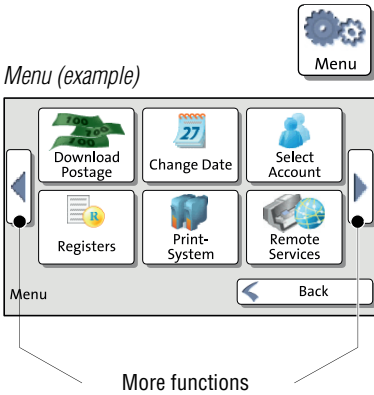 Menu
Menu (example)
100 100 100
Download
Postage
27
Change Date
Select
Account
R
Registers
Print-
System
Remote
Services
Menu
Back
More functions